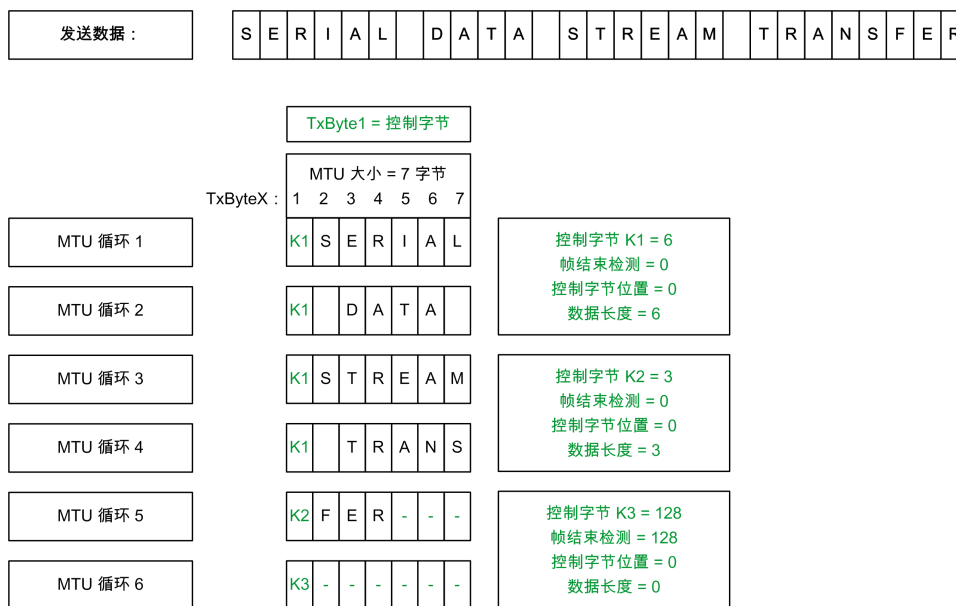 发送数据： S E R I A L   D A T A   S T R E A M   T R A N S F E R
TxByte1 = 控制字节
MTU 大小 = 7 字节
TxByteX： 1 2 3 4 5 6 7
MTU 循环 1 K1 S E R I A L
控制字节 K1 = 6
帧结束检测 = 0
控制字节位置 = 0
数据长度 = 6
MTU 循环 2 K1   D A T A
MTU 循环 3 K1 S T R E A M
控制字节 K2 = 3
帧结束检测 = 0
控制字节位置 = 0
数据长度 = 3
MTU 循环 4 K1   T R A N S
MTU 循环 5 K2 F E R - - -
控制字节 K3 = 128
帧结束检测 = 128
控制字节位置 = 0
数据长度 = 0
MTU 循环 6 K3 - - - - - -